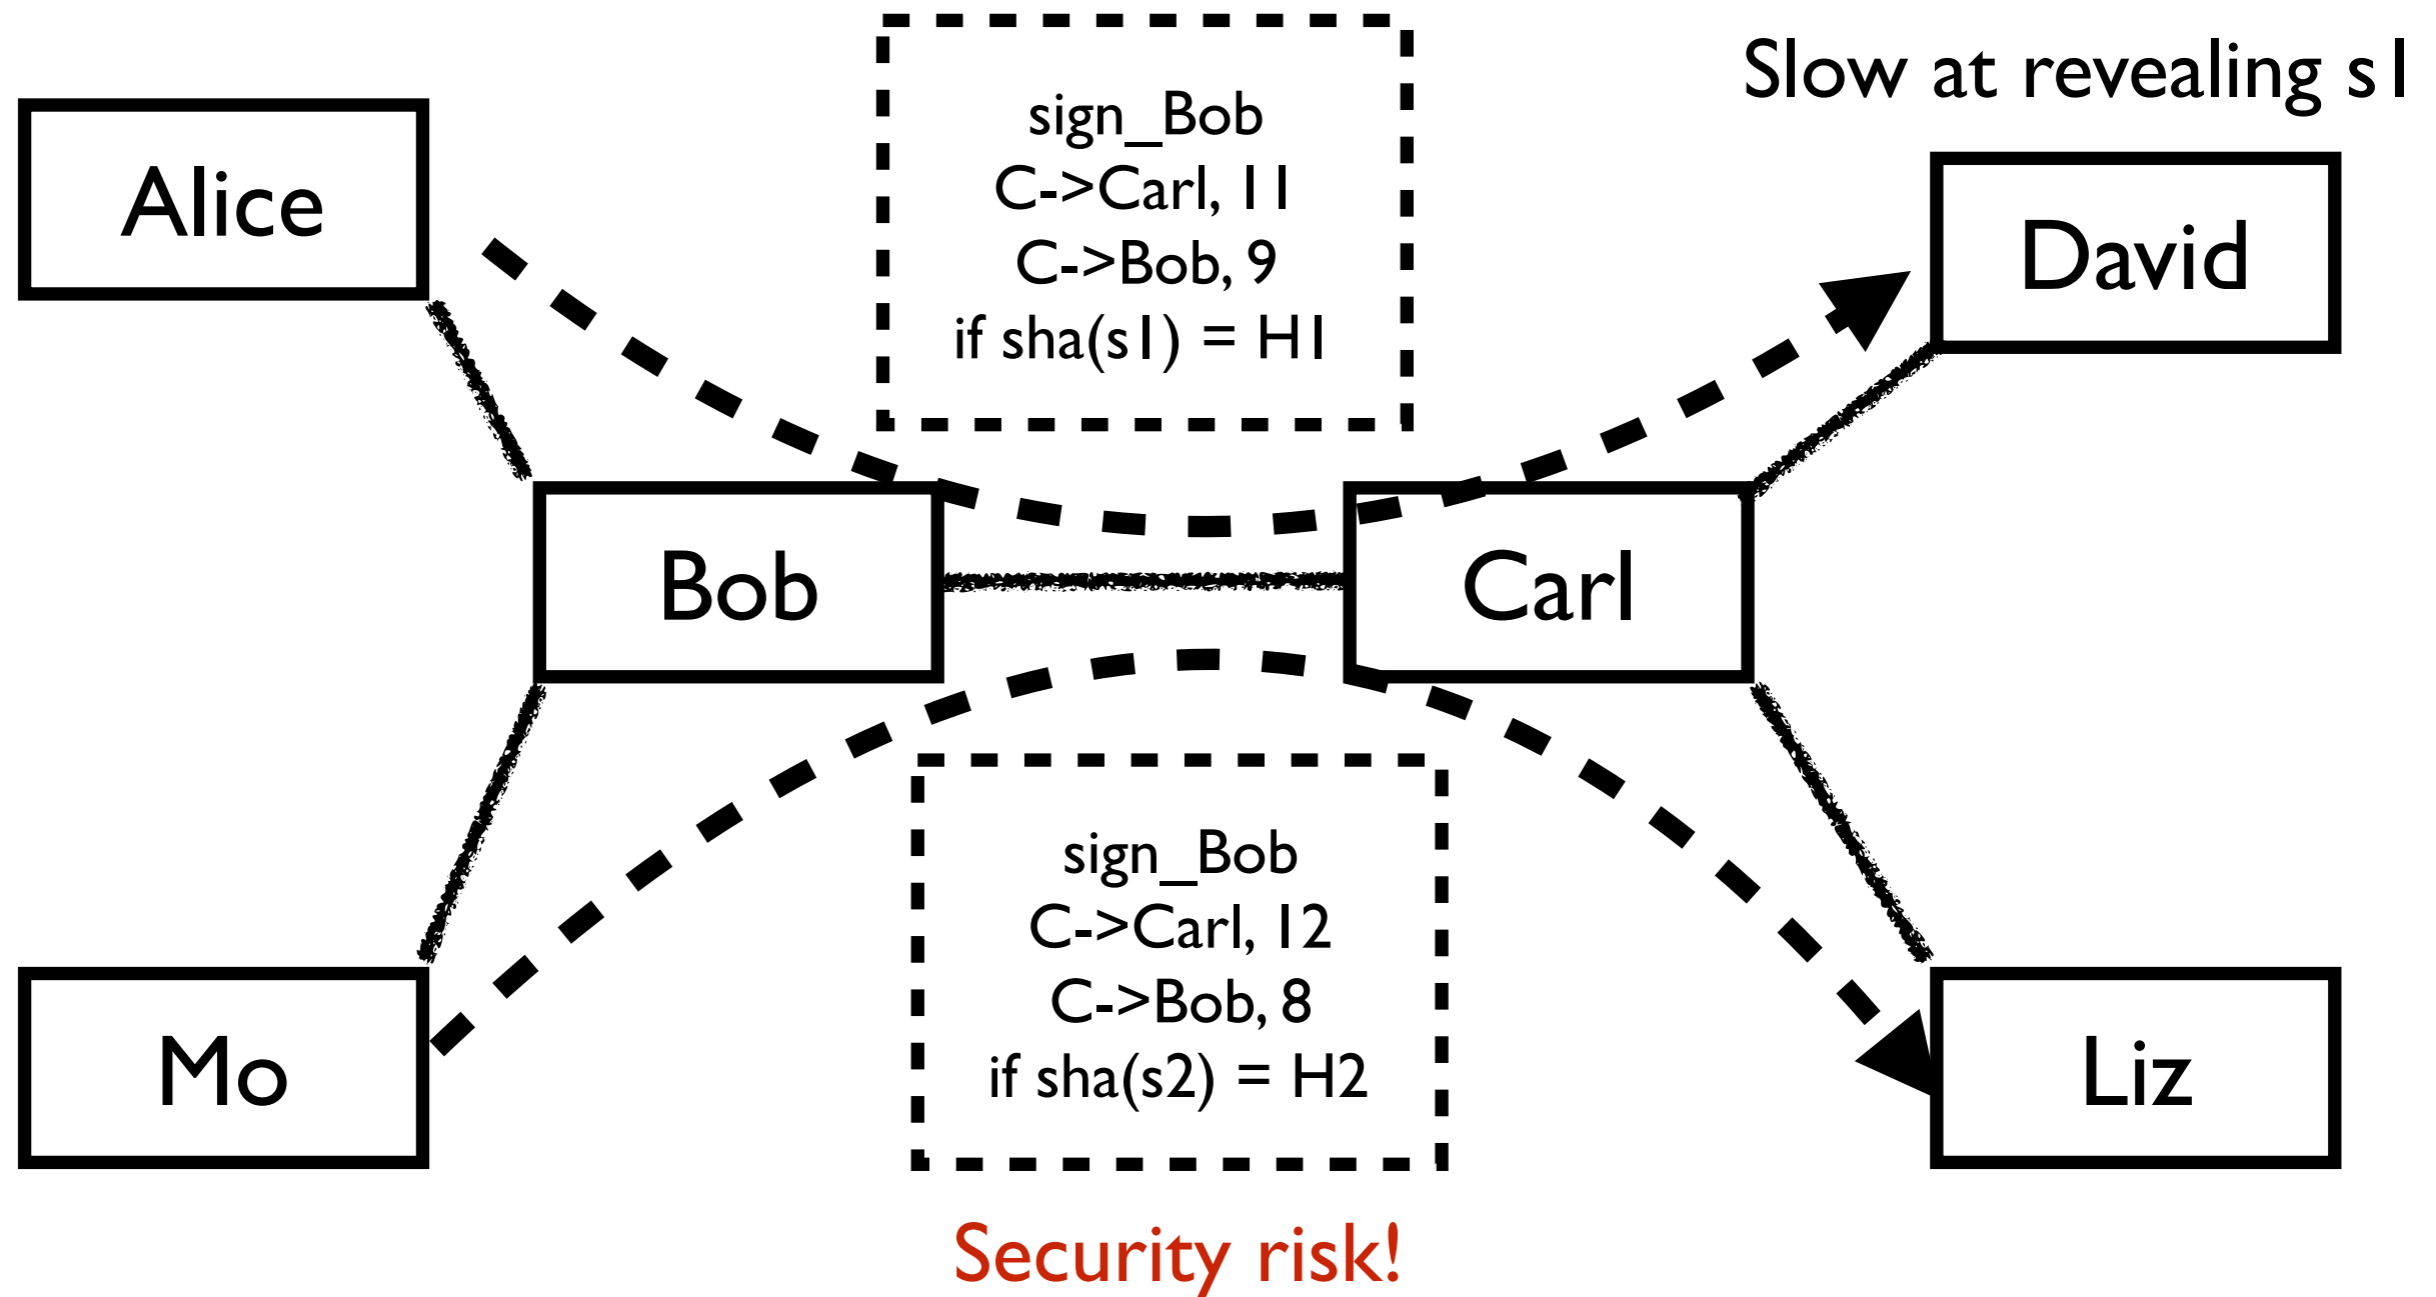 Slow at revealing s1
sign_Bob
C->Carl, 11
C->Bob, 9
if sha(s1) = H1
Alice
David
Bob
Carl
sign_Bob
C->Carl, 12
C->Bob, 8
if sha(s2) = H2
Mo
Liz
Security risk!